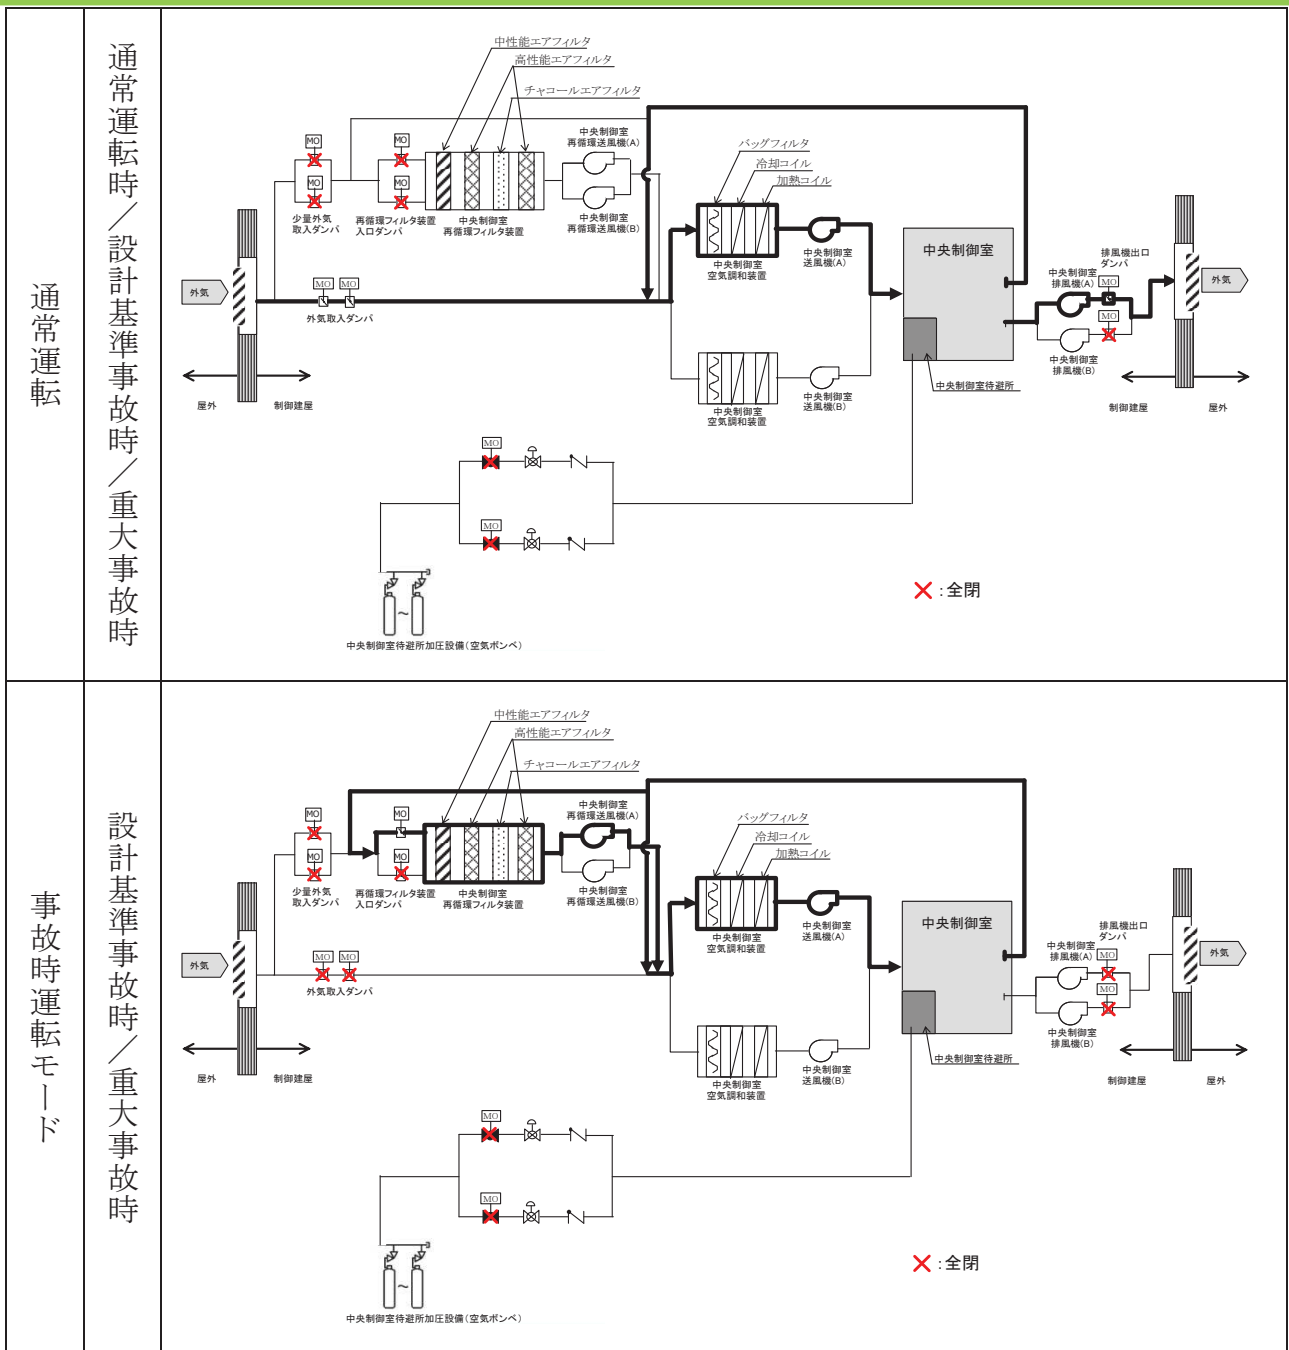 通常運転
通常運転時／設計基準事故時／重大事故時
中性能エアフィルタ
高性能エアフィルタ
チャコールエアフィルタ
MO
MO
MO
MO
少量外気
取入ダンパ
再循環フィルタ装置
入口ダンパ
中央制御室
再循環フィルタ装置
中央制御室
再循環送風機(A)
中央制御室
再循環送風機(B)
バッグフィルタ
冷却コイル
加熱コイル
中央制御室
空気調和装置
中央制御室
送風機(A)
中央制御室
排風機出口
ダンパ
中央制御室
排風機(A)
MO
MO
中央制御室
排風機(B)
外気
外気
MO
MO
外気取入ダンパ
屋外
制御建屋
中央制御室
空気調和装置
中央制御室
送風機(B)
中央制御室待避所
制御建屋
屋外
MO
MO
中央制御室待避所加圧設備(空気ボンベ)
～
:全閉
事故時運転モード
設計基準事故時／重大事故時
中性能エアフィルタ
高性能エアフィルタ
チャコールエアフィルタ
MO
MO
MO
MO
少量外気
取入ダンパ
再循環フィルタ装置
入口ダンパ
中央制御室
再循環フィルタ装置
中央制御室
再循環送風機(A)
中央制御室
再循環送風機(B)
バッグフィルタ
冷却コイル
加熱コイル
中央制御室
空気調和装置
中央制御室
送風機(A)
中央制御室
排風機出口
ダンパ
中央制御室
排風機(A)
MO
MO
中央制御室
排風機(B)
外気
外気
MO
MO
外気取入ダンパ
屋外
制御建屋
中央制御室
空気調和装置
中央制御室
送風機(B)
中央制御室待避所
制御建屋
屋外
MO
MO
～
中央制御室待避所加圧設備(空気ボンベ)
:全閉